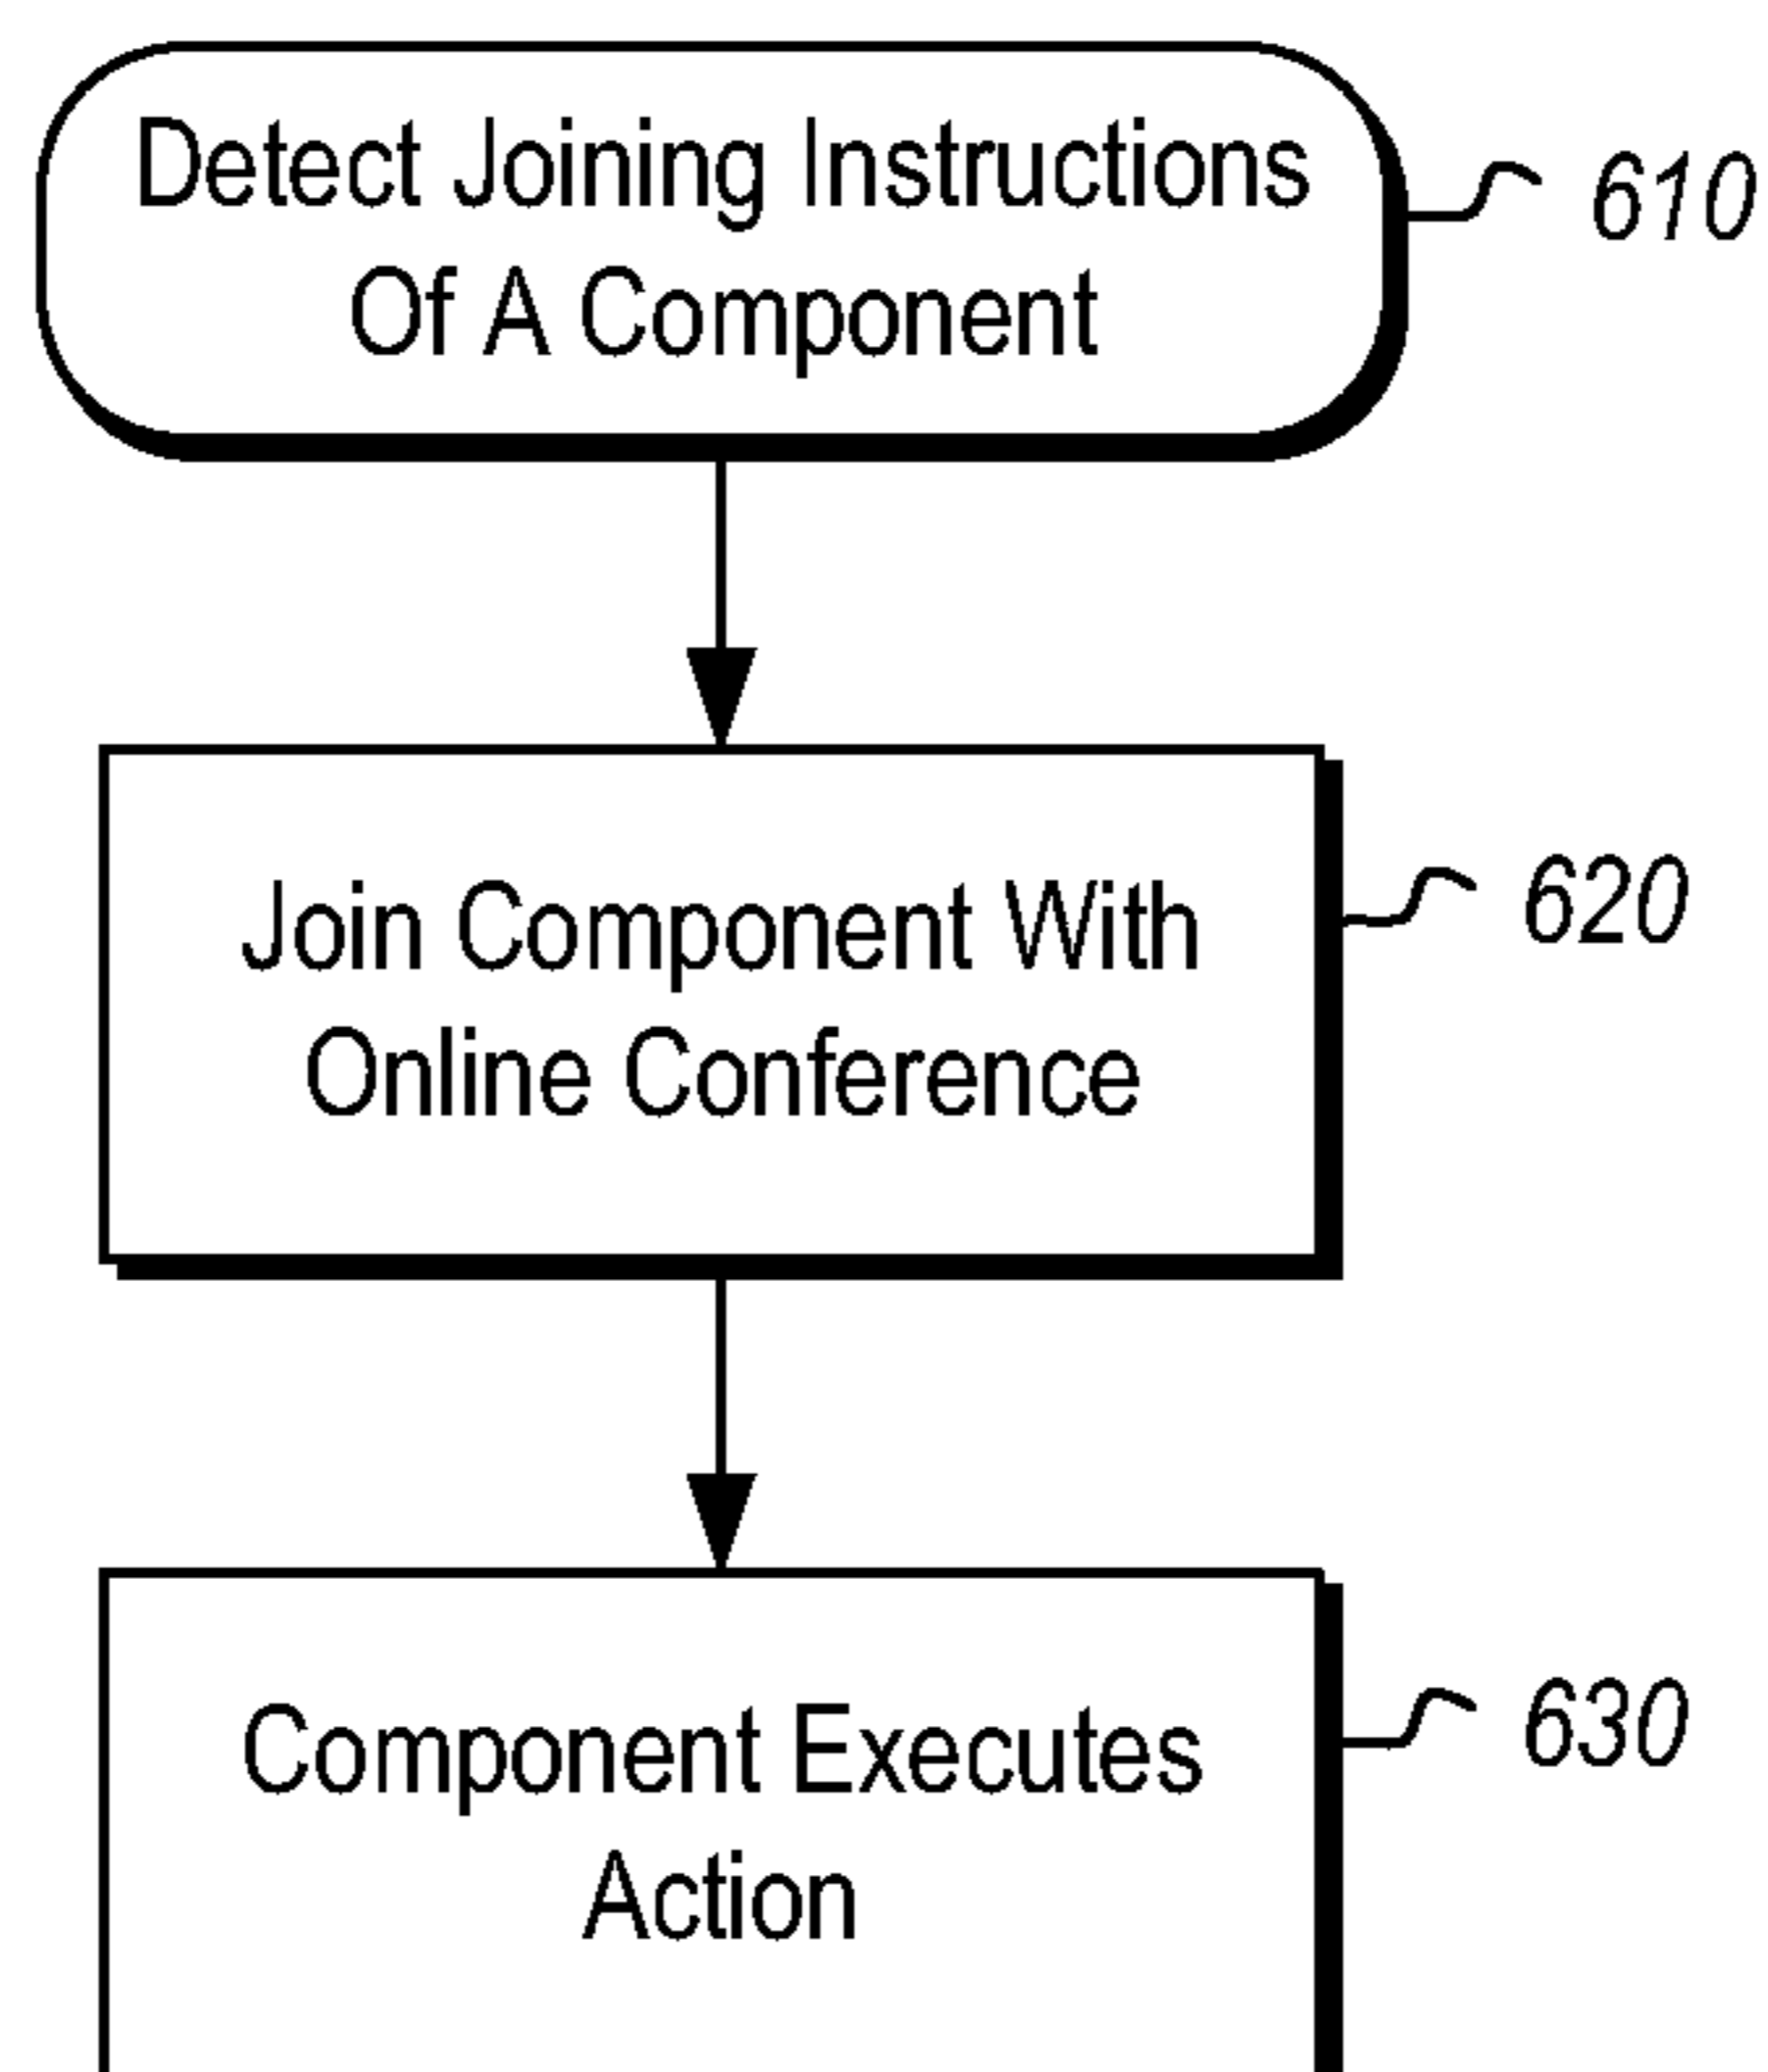 Detect Joining Instructions
Of A Component
610
Join Component With
Online Conference
620
Component Executes
Action
630